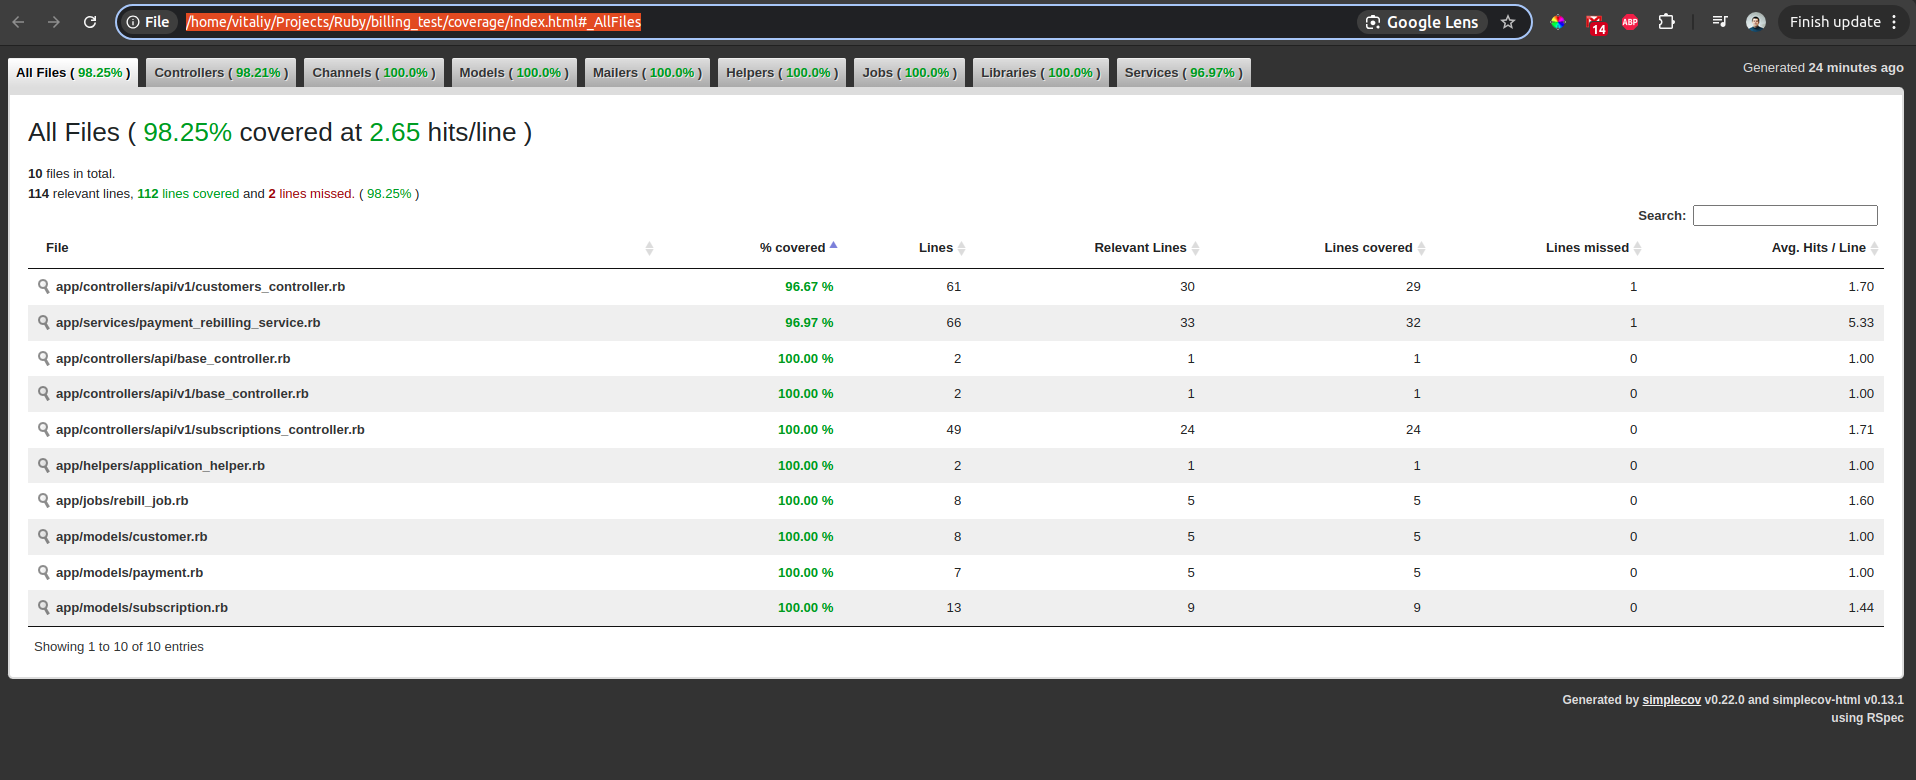 File /home/vitaliy/Projects/Ruby/billing_test/coverage/index.html#_AllFiles Google Lens 14 ABP Finish update
All Files ( 98.25% ) Controllers ( 98.21% ) Channels ( 100.0% ) Models ( 100.0% ) Mailers ( 100.0% ) Helpers ( 100.0% ) Jobs ( 100.0% ) Libraries ( 100.0% ) Services ( 96.97% ) Generated 24 minutes ago
All Files ( 98.25% covered at 2.65 hits/line )
10 files in total.
114 relevant lines, 112 lines covered and 2 lines missed. ( 98.25% )
Search:
File % covered Lines Relevant Lines Lines covered Lines missed Avg. Hits / Line
app/controllers/api/v1/customers_controller.rb 96.67 % 61 30 29 1 1.70
app/services/payment_rebilling_service.rb 96.97 % 66 33 32 1 5.33
app/controllers/api/base_controller.rb 100.00 % 2 1 1 0 1.00
app/controllers/api/v1/base_controller.rb 100.00 % 2 1 1 0 1.00
app/controllers/api/v1/subscriptions_controller.rb 100.00 % 49 24 24 0 1.71
app/helpers/application_helper.rb 100.00 % 2 1 1 0 1.00
app/jobs/rebill_job.rb 100.00 % 8 5 5 0 1.60
app/models/customer.rb 100.00 % 8 5 5 0 1.00
app/models/payment.rb 100.00 % 7 5 5 0 1.00
app/models/subscription.rb 100.00 % 13 9 9 0 1.44
Showing 1 to 10 of 10 entries
Generated by simplecov v0.22.0 and simplecov-html v0.13.1
using RSpec